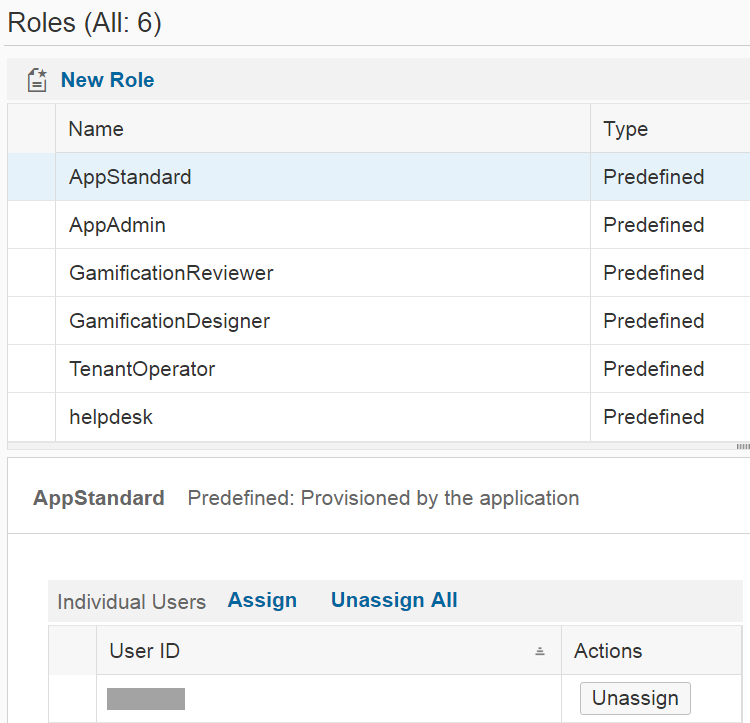 Roles (All: 6)
New Role
Name Type
AppStandard Predefined
AppAdmin Predefined
GamificationReviewer Predefined
GamificationDesigner Predefined
TenantOperator Predefined
helpdesk Predefined
AppStandard Predefined: Provisioned by the application
Individual Users Assign Unassign All
User ID Actions
Unassign